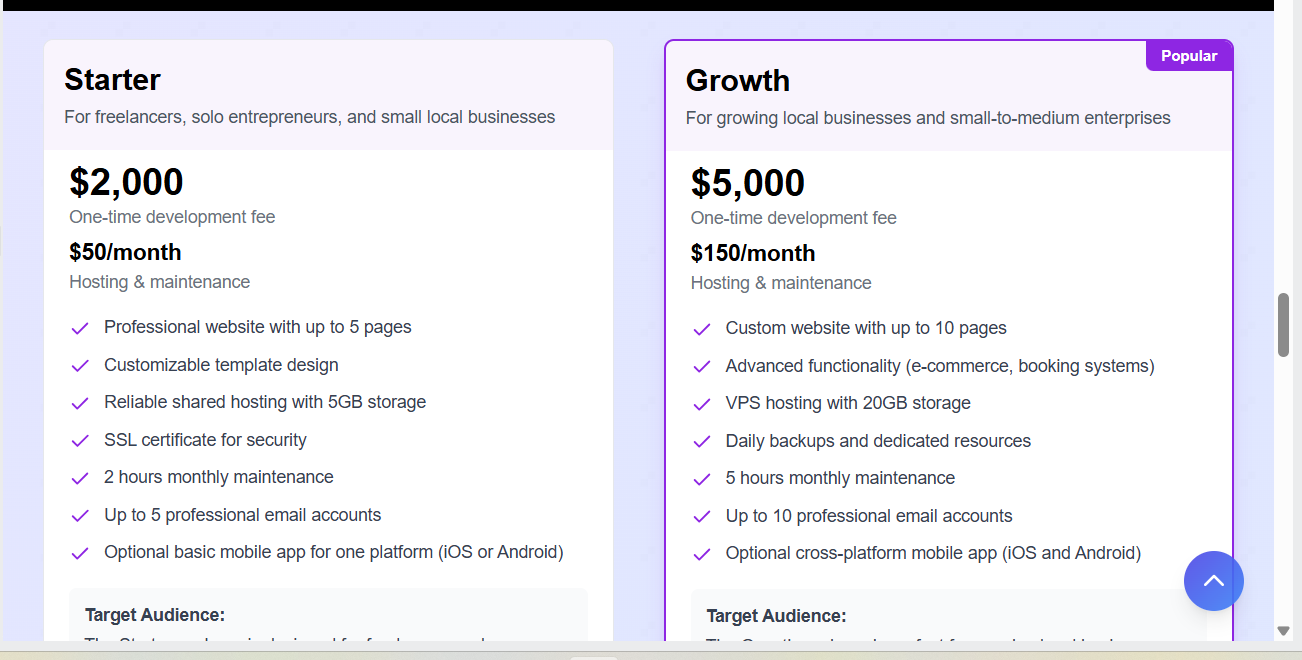 Starter
For freelancers, solo entrepreneurs, and small local businesses
$2,000
One-time development fee
$50/month
Hosting & maintenance
Professional website with up to 5 pages
Customizable template design
Reliable shared hosting with 5GB storage
SSL certificate for security
2 hours monthly maintenance
Up to 5 professional email accounts
Optional basic mobile app for one platform (iOS or Android)
Target Audience:
Popular
Growth
For growing local businesses and small-to-medium enterprises
$5,000
One-time development fee
$150/month
Hosting & maintenance
Custom website with up to 10 pages
Advanced functionality (e-commerce, booking systems)
VPS hosting with 20GB storage
Daily backups and dedicated resources
5 hours monthly maintenance
Up to 10 professional email accounts
Optional cross-platform mobile app (iOS and Android)
Target Audience: